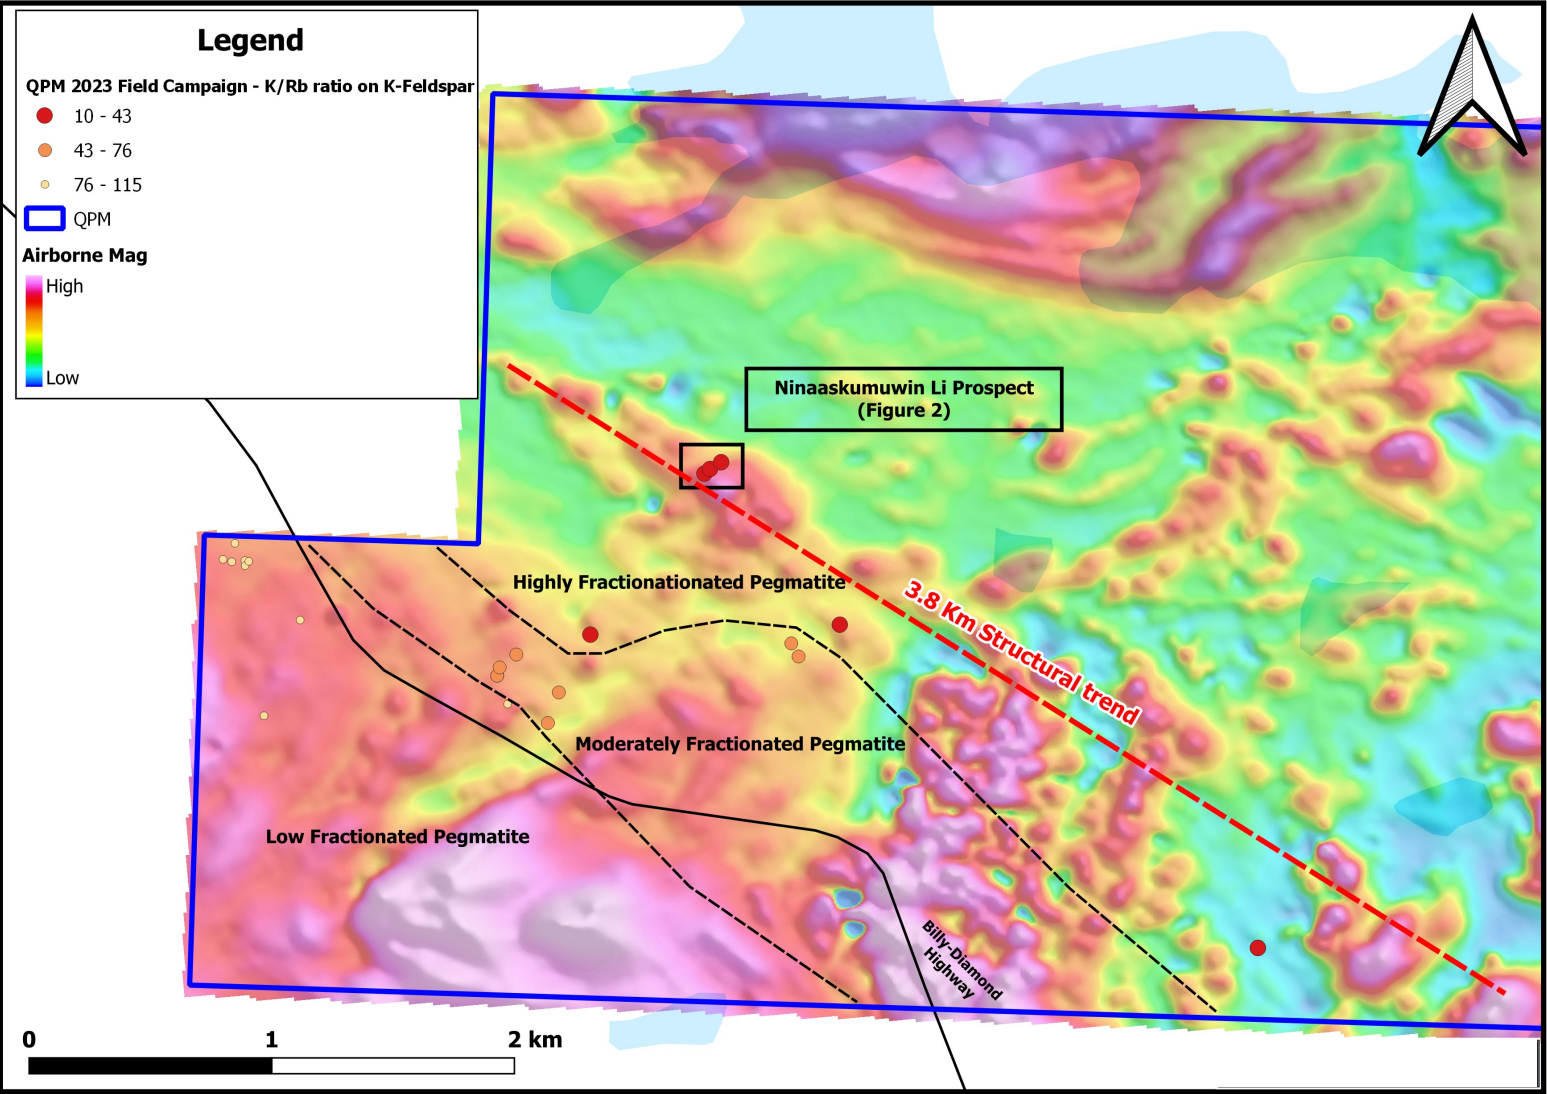 Legend
QPM 2023 Field Campaign - K/Rb ratio on K-Feldspar
10 - 43
43 - 76
76 - 115
QPM
Airborne Mag
High
Low
Ninaaskumuwin Li Prospect
(Figure 2)
Highly Fractionationated Pegmatite
3.8 Km Structural trend
Moderately Fractionated Pegmatite
Low Fractionated Pegmatite
Billy-Diamond
Highway
0 1 2 km